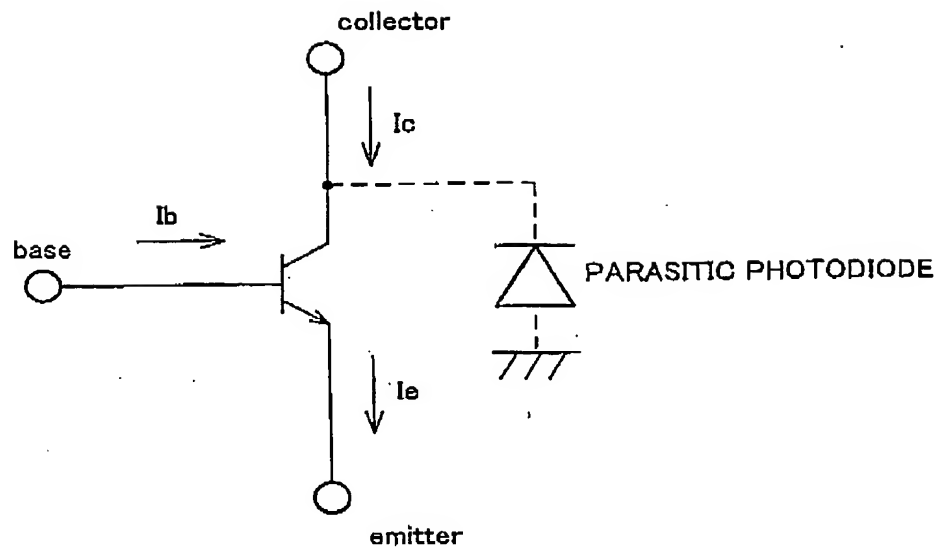 collector
Ic
Ib
base
PARASITIC PHOTODIODE
Ie
emitter